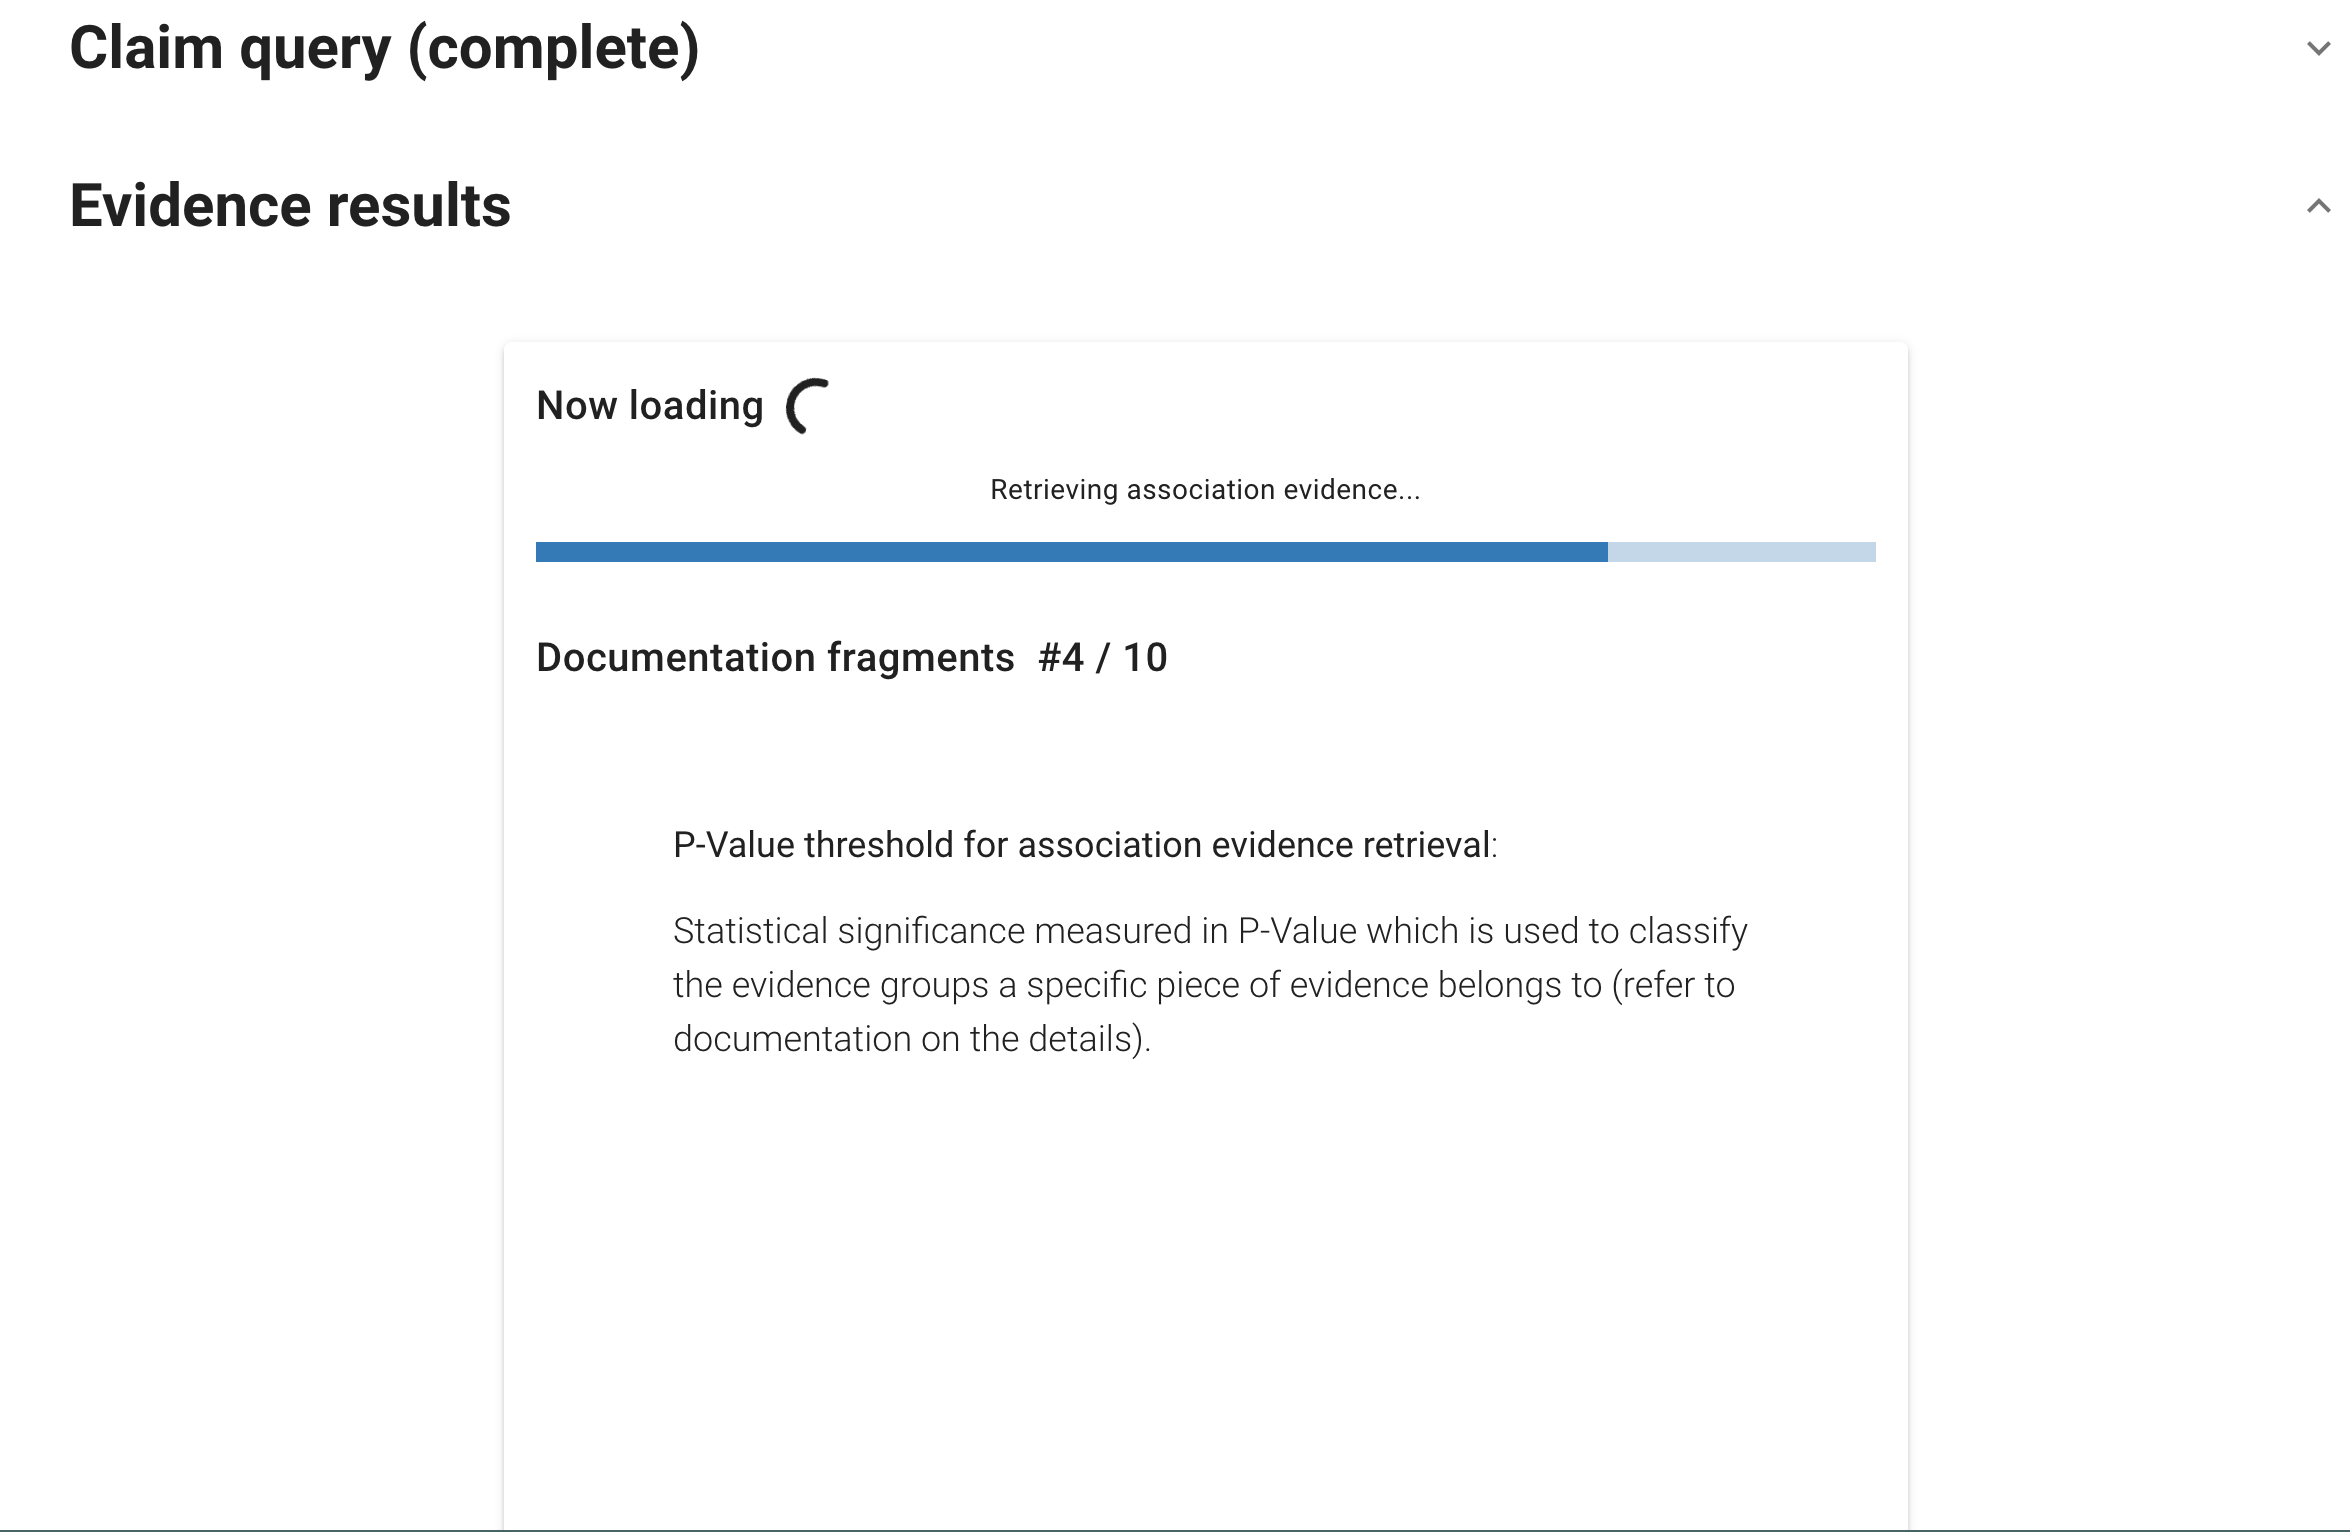 Claim query (complete)
Evidence results
Now loading
Retrieving association evidence...
Documentation fragments #4 / 10
P-Value threshold for association evidence retrieval:
Statistical significance measured in P-Value which is used to classify
the evidence groups a specific piece of evidence belongs to (refer to
documentation on the details).